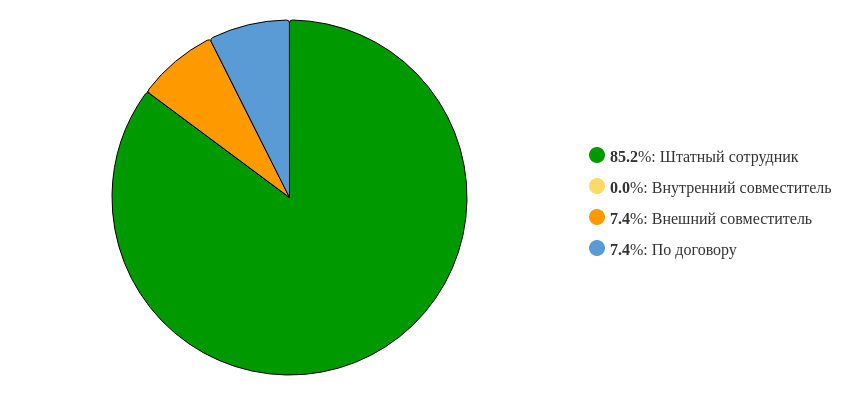 85.2%: Штатный сотрудник
0.0%: Внутренний совместитель
7.4%: Внешний совместитель
7.4%: По договору